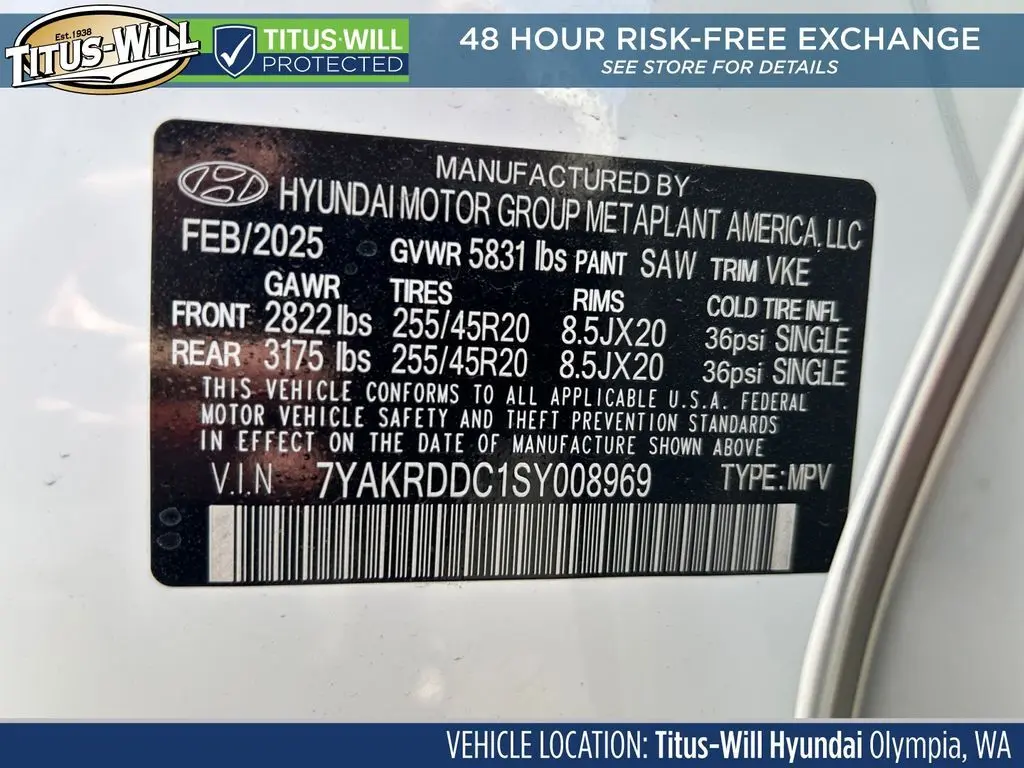 Est. 1938
TITUS-WILL
TITUS-WILL
PROTECTED
48 HOUR RISK-FREE EXCHANGE
SEE STORE FOR DETAILS
MANUFACTURED BY
HYUNDAI MOTOR GROUP METAPLANT AMERICA, LLC
FEB/2025 GVWR 5831 lbs PAINT SAW TRIM VKE
GAWR TIRES RIMS COLD TIRE INFL
FRONT 2822 lbs 255/45R20 8.5JX20 36psi SINGLE
REAR 3175 lbs 255/45R20 8.5JX20 36psi SINGLE
THIS VEHICLE CONFORMS TO ALL APPLICABLE U.S.A. FEDERAL
MOTOR VEHICLE SAFETY AND THEFT PREVENTION STANDARDS
IN EFFECT ON THE DATE OF MANUFACTURE SHOWN ABOVE
V.I.N 7YAKRDDC1SY008969 TYPE: MPV
VEHICLE LOCATION: Titus-Will Hyundai Olympia, WA